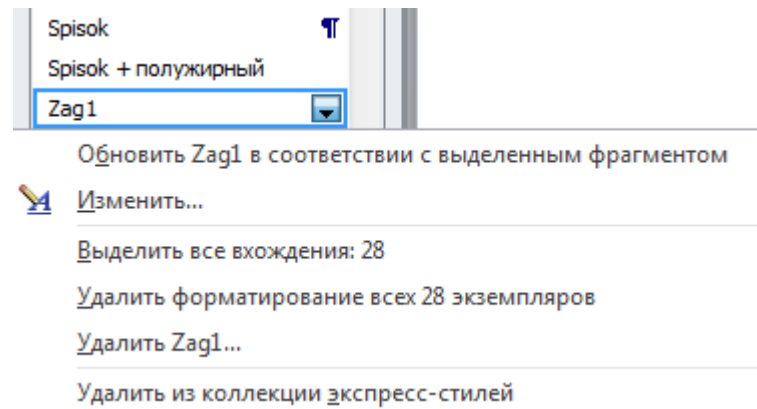 Spisok ¶
Spisok + полужирный
Zag1
Обновить Zag1 в соответствии с выделенным фрагментом
Изменить...
Выделить все вхождения: 28
Удалить форматирование всех 28 экземпляров
Удалить Zag1...
Удалить из коллекции экспресс-стилей